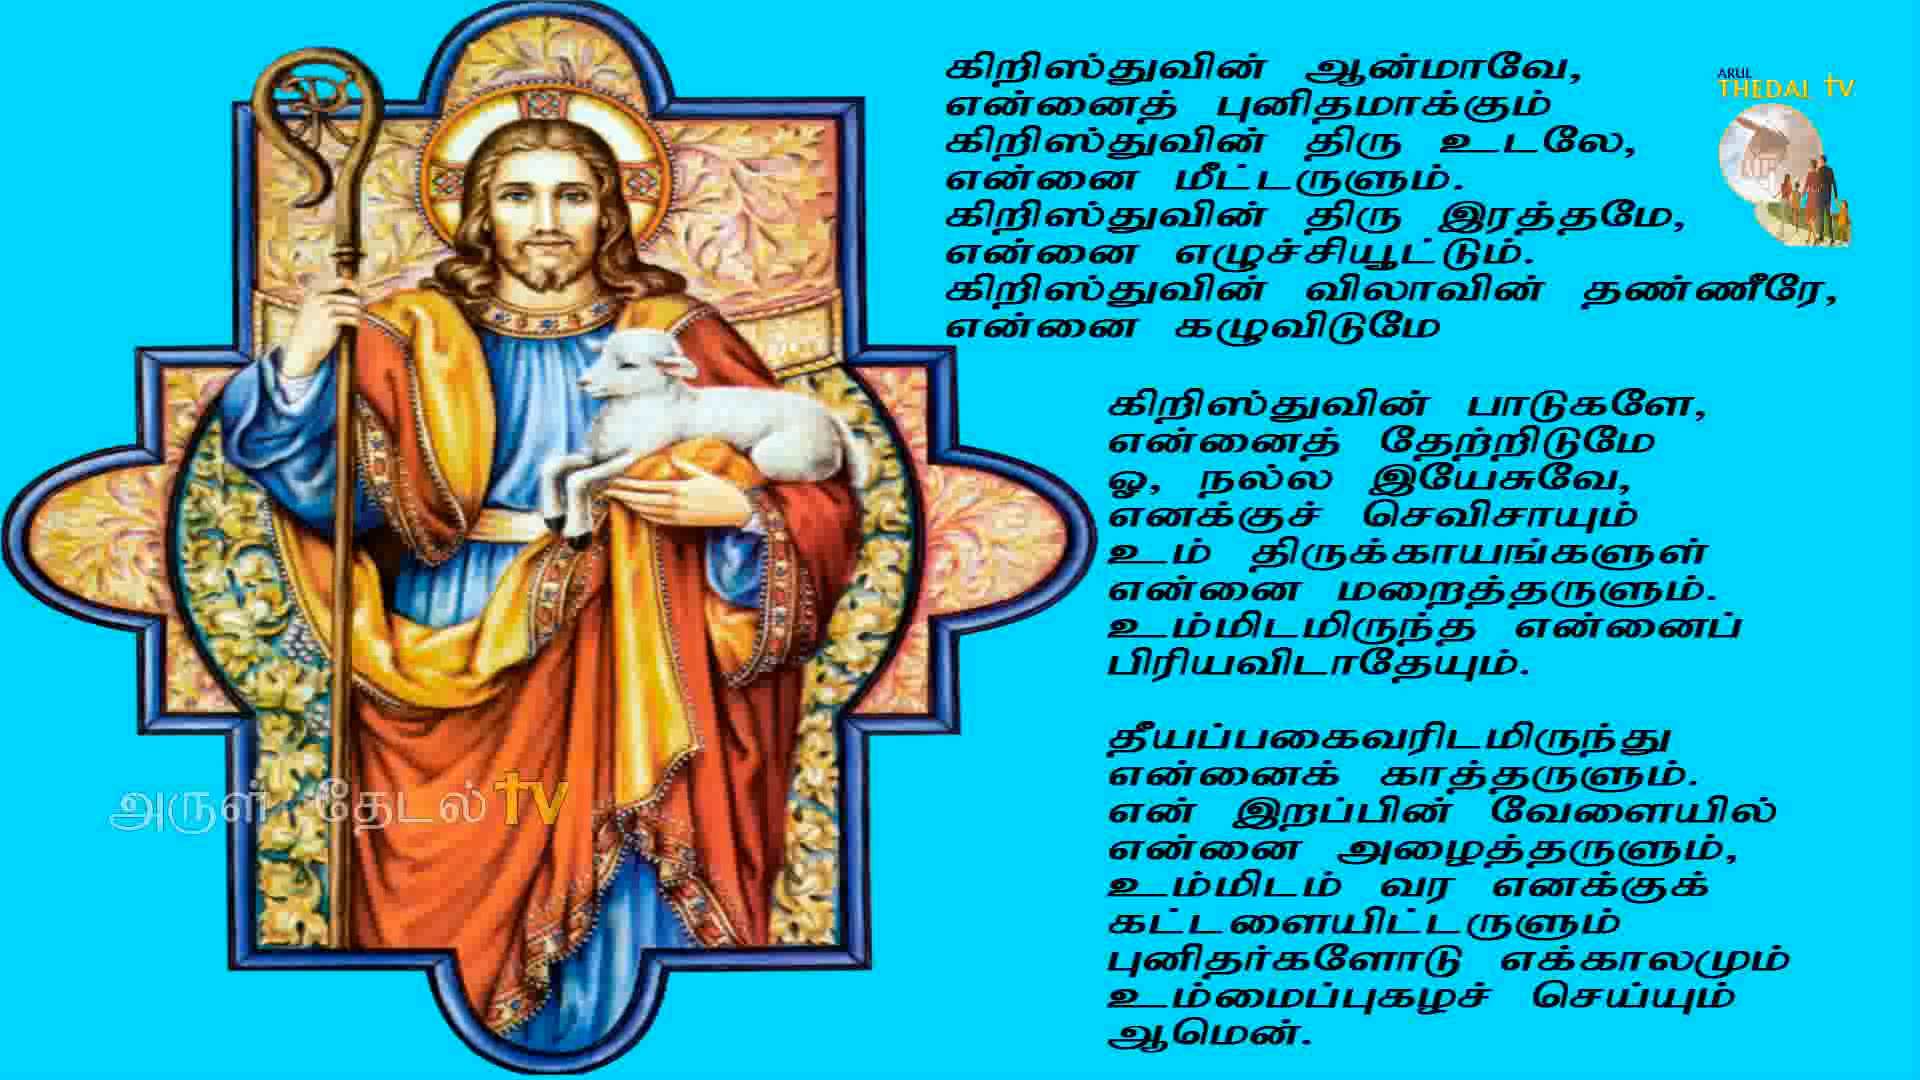 கிறிஸ்துவின் ஆன்மாவே,
என்னைத் புனிதமாக்கும்
கிறிஸ்துவின் திரு உடலே,
என்னை மீட்டருளும்.
கிறிஸ்துவின் திரு இரத்தமே,
என்னை எழுச்சியூட்டும்.
கிறிஸ்துவின் விலாவின் தண்ணீரே,
என்னை கழுவிடுமே
கிறிஸ்துவின் பாடுகளே,
என்னைத் தேற்றிடுமே
ஓ, நல்ல இயேசுவே,
எனக்குச் செவிசாயும்
உம் திருக்காயங்களுள்
என்னை மறைத்தருளும்.
உம்மிடமிருந்த என்னைப்
பிரியவிடாதேயும்.
தீயப்பகைவரிடமிருந்து
என்னைக் காத்தருளும்.
என் இறப்பின் வேளையில்
என்னை அழைத்தருளும்,
உம்மிடம் வர எனக்குக்
கட்டளையிட்டருளும்
புனிதர்களோடு எக்காலமும்
உம்மைப்புகழச் செய்யும்
ஆமென்.
ARUL
THEDAL TV
அருள் தேடல் TV